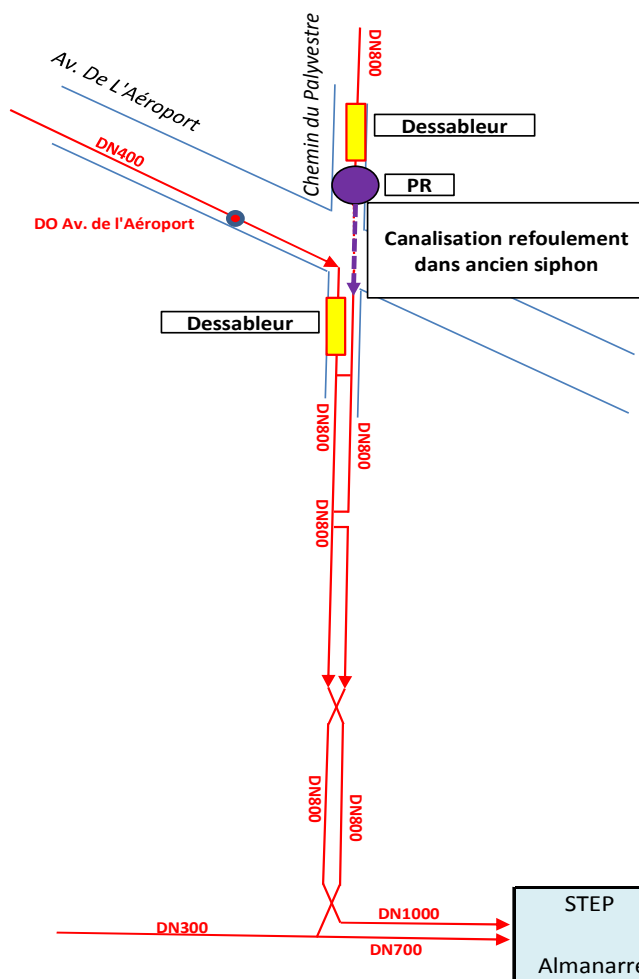 DN800
Av. De L'Aéroport
Chemin du Palyvestre
Dessableur
DN400
PR
DO Av. de l'Aéroport
Canalisation refoulement
dans ancien siphon
Dessableur
DN800
DN800
DN800
DN800
DN800
DN300
DN1000
DN700
STEP
Almanarre